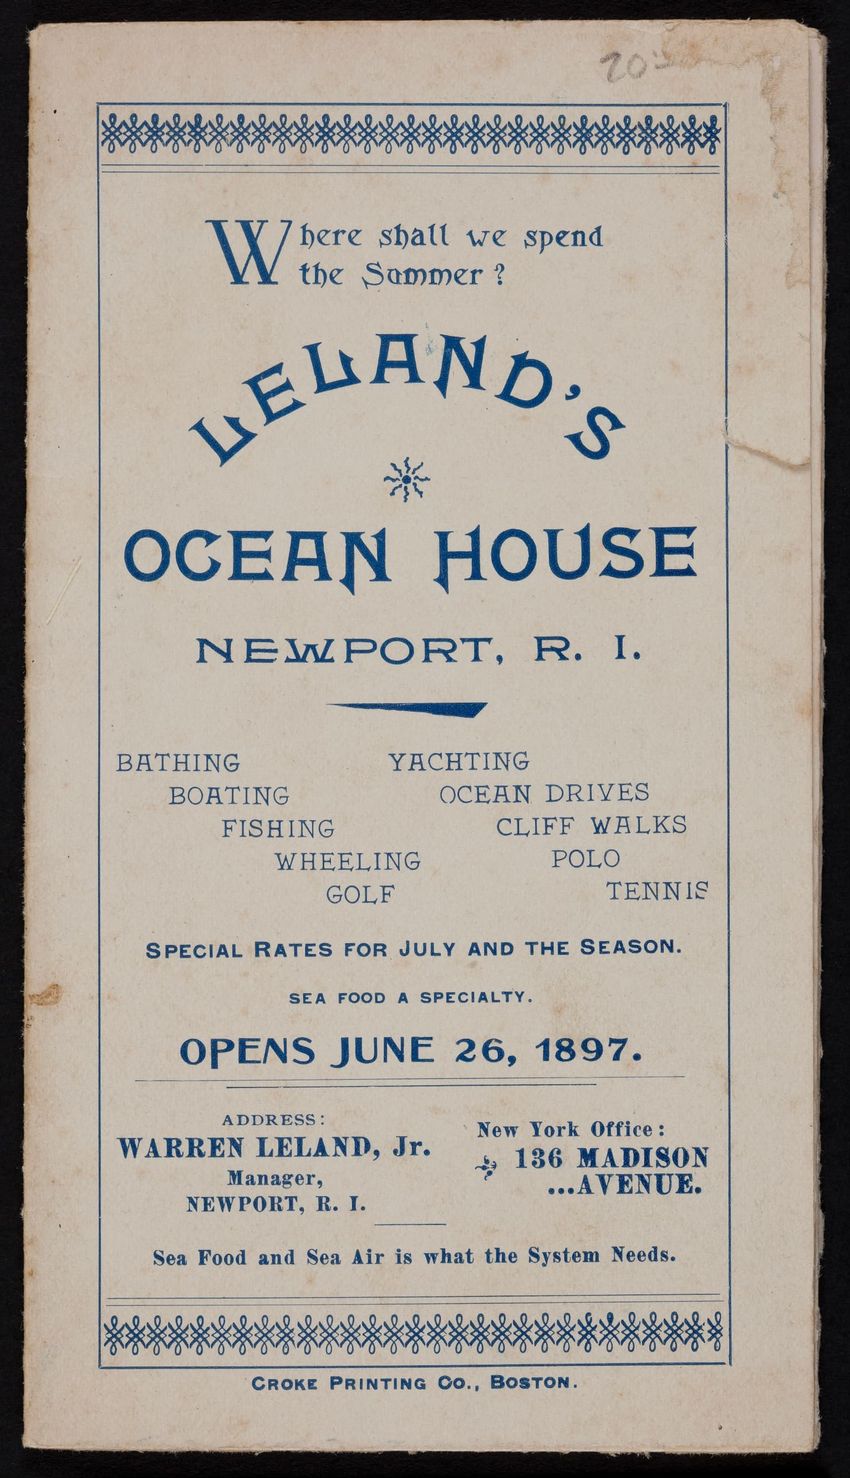 Where shall we spend
the Summer?
LELAND'S
OCEAN HOUSE
NEWPORT, R. I.
BATHING YACHTING
BOATING OCEAN DRIVES
FISHING CLIFF WALKS
WHEELING POLO
GOLF TENNIS
SPECIAL RATES FOR JULY AND THE SEASON.
SEA FOOD A SPECIALTY.
OPENS JUNE 26, 1897.
ADDRESS:
WARREN LELAND, Jr.
Manager,
NEWPORT, R. I.
New York Office:
136 MADISON
...AVENUE.
Sea Food and Sea Air is what the System Needs.
CROKE PRINTING CO., BOSTON.